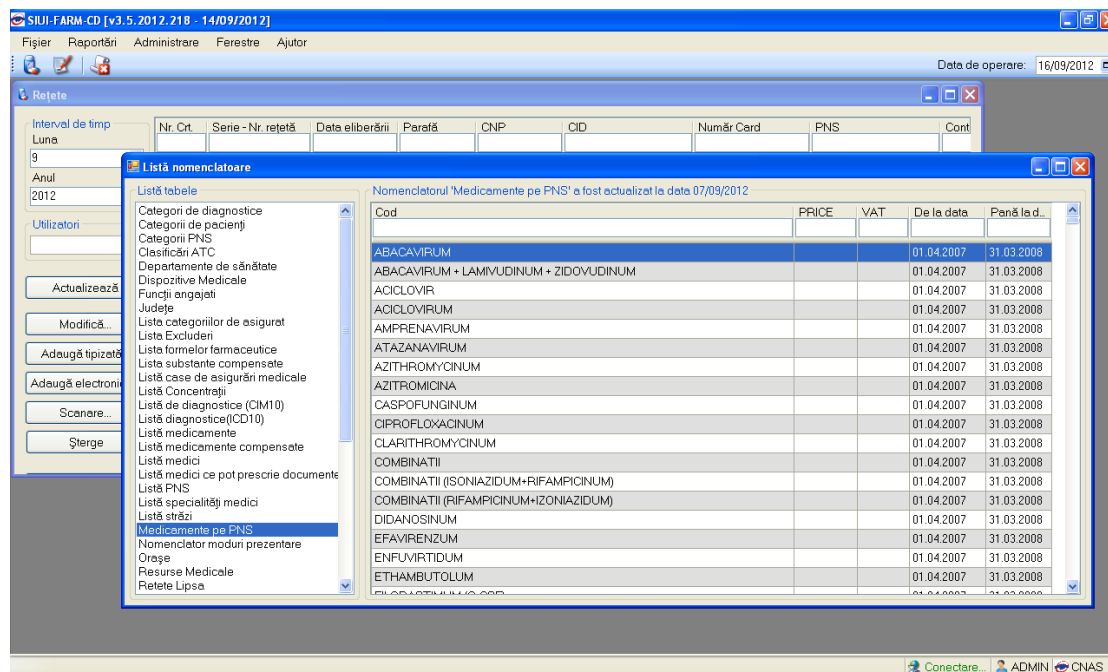 SIUI-FARM-CD [v3.5.2012.218 - 14/09/2012]
Fișier Raportări Administrare Ferestre Ajutor
Data de operare: 16/09/2012
Rețete
Interval de timp
Luna
9
Anul
2012
Utilizatori
Actualizează
Modifică...
Adaugă tipizată
Adaugă electroni
Scanare...
Șterge
Nr. Crt. Serie - Nr. rețetă Data eliberării Parafă CNP CID Număr Card PNS Cont
Listă nomenclatoare
Listă tabele
Categori de diagnostice
Categorii de pacienți
Categorii PNS
Clasificări ATC
Departamente de sănătate
Dispozitive Medicale
Funcții angajati
Județe
Lista categoriilor de asigurat
Lista Excluderi
Lista formelor farmaceutice
Lista substante compensate
Listă case de asigurări medicale
Listă Concentrații
Listă de diagnostice (CIM10)
Listă diagnostice(ICD10)
Listă medicamente
Listă medicamente compensate
Listă medici
Listă medici ce pot prescrie documente
Listă PNS
Listă specialități medici
Listă străzi
Medicamente pe PNS
Nomenclator moduri prezentare
Orașe
Resurse Medicale
Retete Lipsa
Nomenclatorul 'Medicamente pe PNS' a fost actualizat la data 07/09/2012
Cod PRICE VAT De la data Pană la d..
ABACAVIRUM 01.04.2007 31.03.2008
ABACAVIRUM + LAMIVUDINUM + ZIDOVUDINUM 01.04.2007 31.03.2008
ACICLOVIR 01.04.2007 31.03.2008
ACICLOVIRUM 01.04.2007 31.03.2008
AMPRENAVIRUM 01.04.2007 31.03.2008
ATAZANAVIRUM 01.04.2007 31.03.2008
AZITHROMYCINUM 01.04.2007 31.03.2008
AZITROMICINA 01.04.2007 31.03.2008
CASPOFUNGINUM 01.04.2007 31.03.2008
CIPROFLOXACINUM 01.04.2007 31.03.2008
CLARITHROMYCINUM 01.04.2007 31.03.2008
COMBINATII 01.04.2007 31.03.2008
COMBINATII (ISONIAZIDUM+RIFAMPICINUM) 01.04.2007 31.03.2008
COMBINATII (RIFAMPICINUM+IZONIAZIDUM) 01.04.2007 31.03.2008
DIDANOSINUM 01.04.2007 31.03.2008
EFAVIRENZUM 01.04.2007 31.03.2008
ENFUVIRTIDUM 01.04.2007 31.03.2008
ETHAMBUTOLUM 01.04.2007 31.03.2008
Conectare... ADMIN CNAS